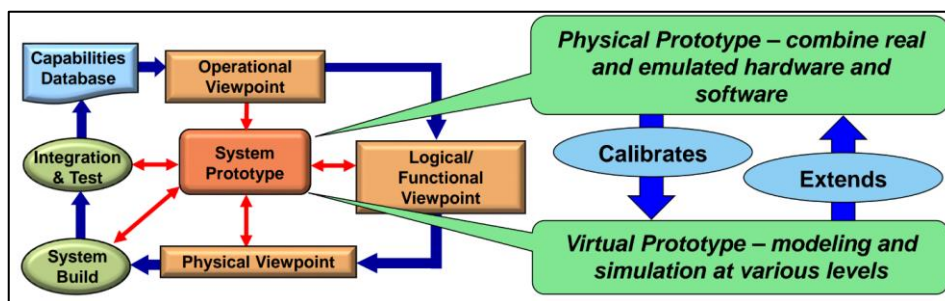 Capabilities
Database
Operational
Viewpoint
Integration
& Test
System
Prototype
Logical/
Functional
Viewpoint
System
Build
Physical Viewpoint
Physical Prototype – combine real
and emulated hardware and
software
Calibrates
Extends
Virtual Prototype – modeling and
simulation at various levels